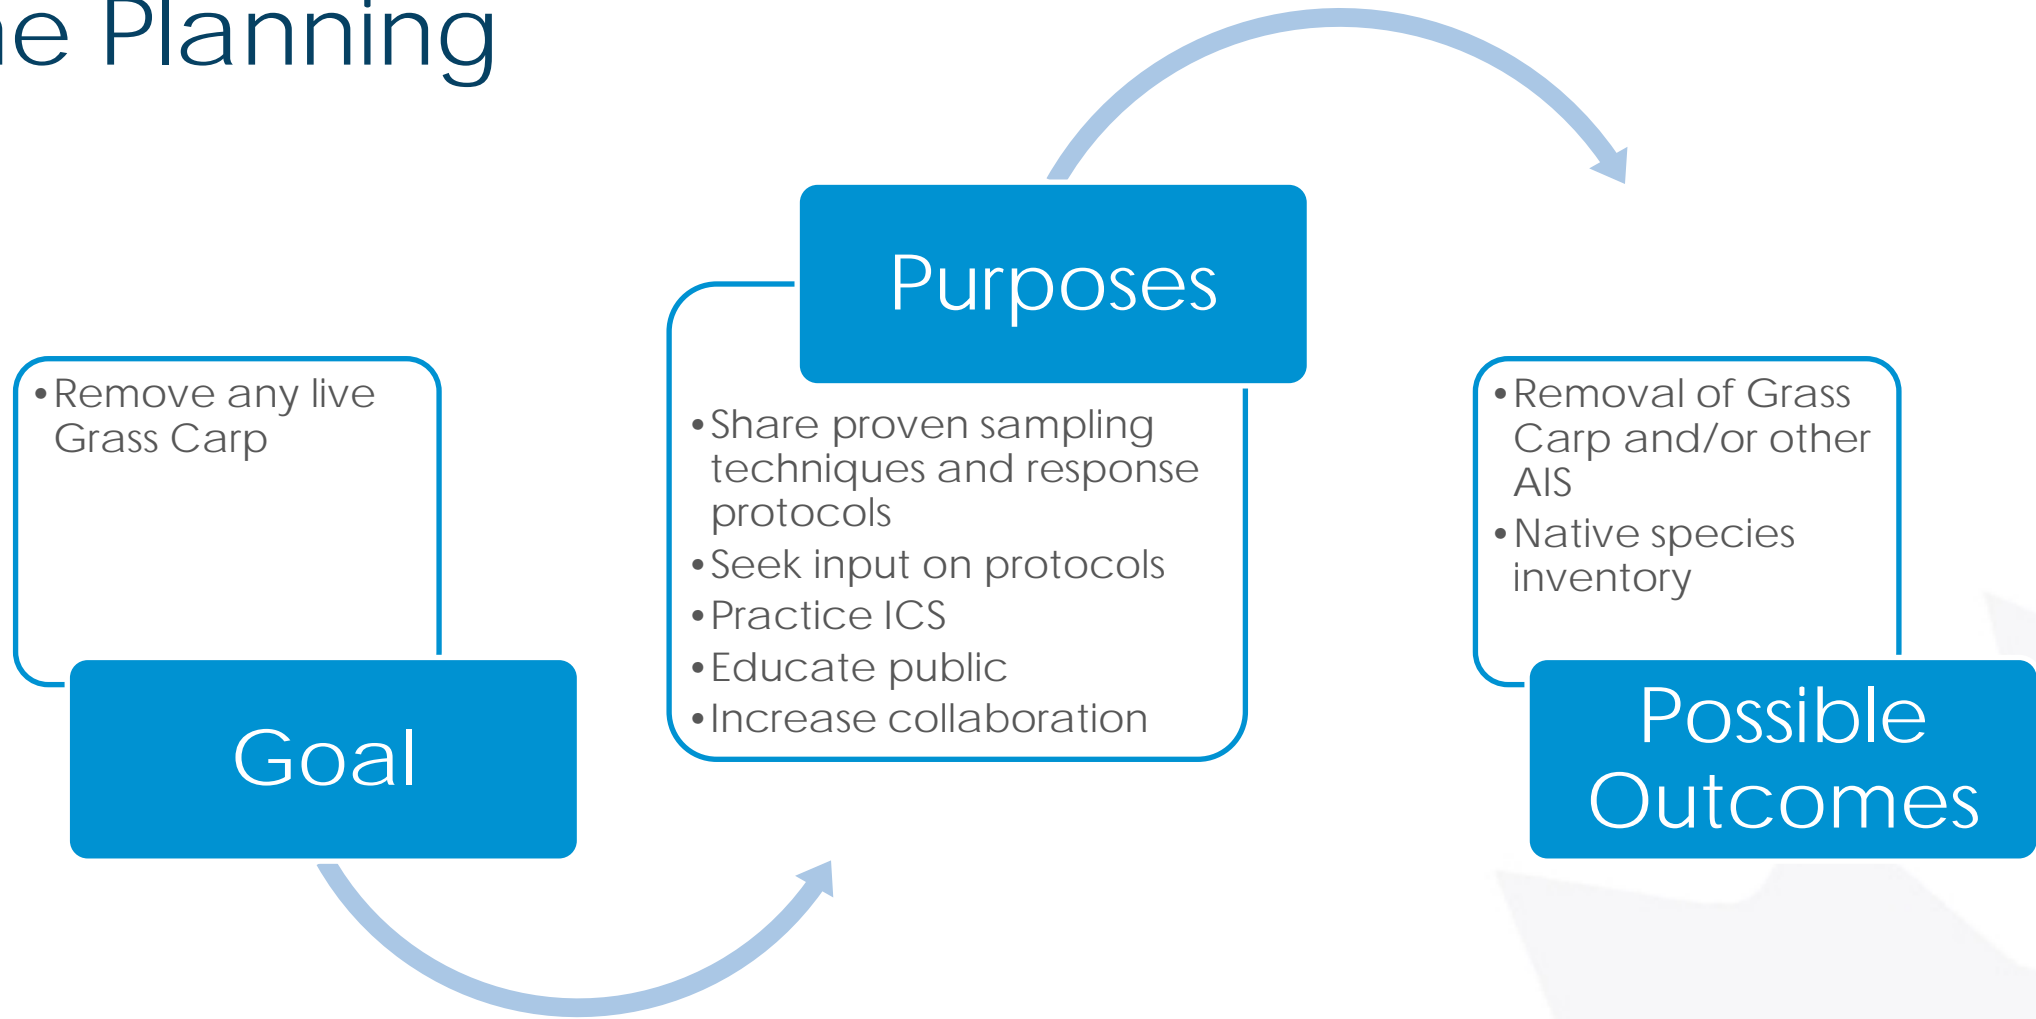 Planning
•Remove any live
Grass Carp
Goal
Purposes
•Share proven sampling
techniques and response
protocols
•Seek input on protocols
•Practice ICS
•Educate public
•Increase collaboration
•Removal of Grass
Carp and/or other
AIS
•Native species
inventory
Possible
Outcomes